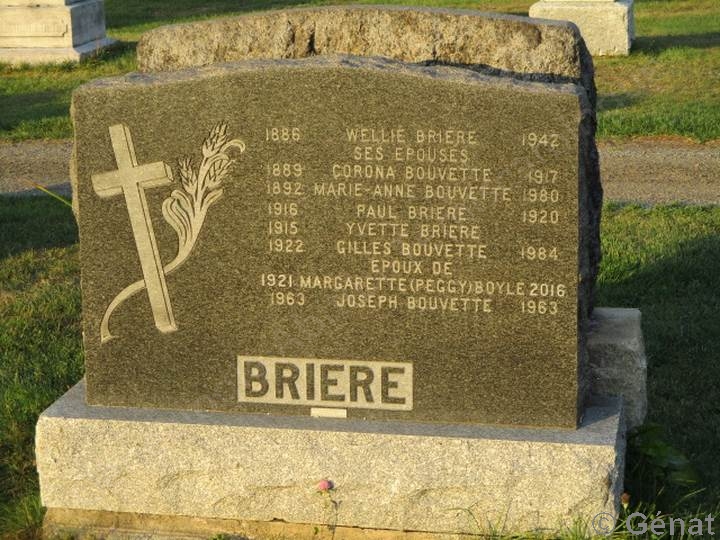 1886 WELLIE BRIERE 1942
SES EPOUSES
1889 CORONA BOUVETTE 1917
1892 MARIE-ANNE BOUVETTE 1980
1916 PAUL BRIERE 1920
1915 YVETTE BRIERE
1922 GILLES BOUVETTE 1984
EPOUX DE
1921 MARGARETTE (PEGGY) BOYLE 2016
1963 JOSEPH BOUVETTE 1963
BRIERE
© Génat